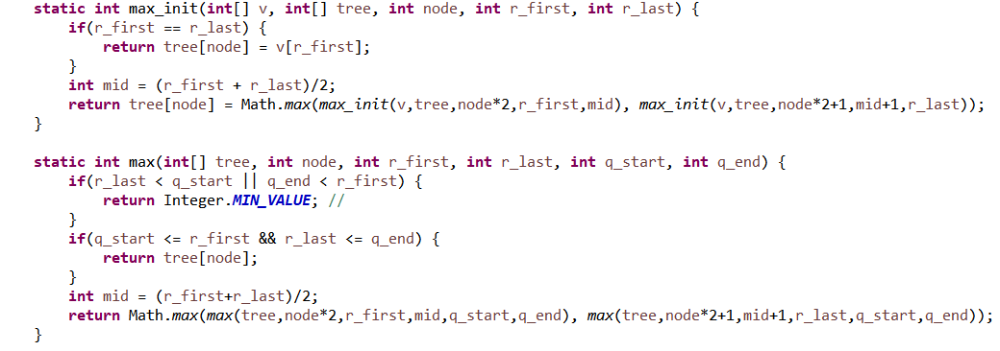 static int max_init(int[] v, int[] tree, int node, int r_first, int r_last) {
if(r_first == r_last) {
return tree[node] = v[r_first];
}
int mid = (r_first + r_last)/2;
return tree[node] = Math.max(max_init(v,tree,node*2,r_first,mid), max_init(v,tree,node*2+1,mid+1,r_last));
}
static int max(int[] tree, int node, int r_first, int r_last, int q_start, int q_end) {
if(r_last < q_start || q_end < r_first) {
return Integer.MIN_VALUE; //
}
if(q_start <= r_first && r_last <= q_end) {
return tree[node];
}
int mid = (r_first+r_last)/2;
return Math.max(max(tree,node*2,r_first,mid,q_start,q_end), max(tree,node*2+1,mid+1,r_last,q_start,q_end));
}